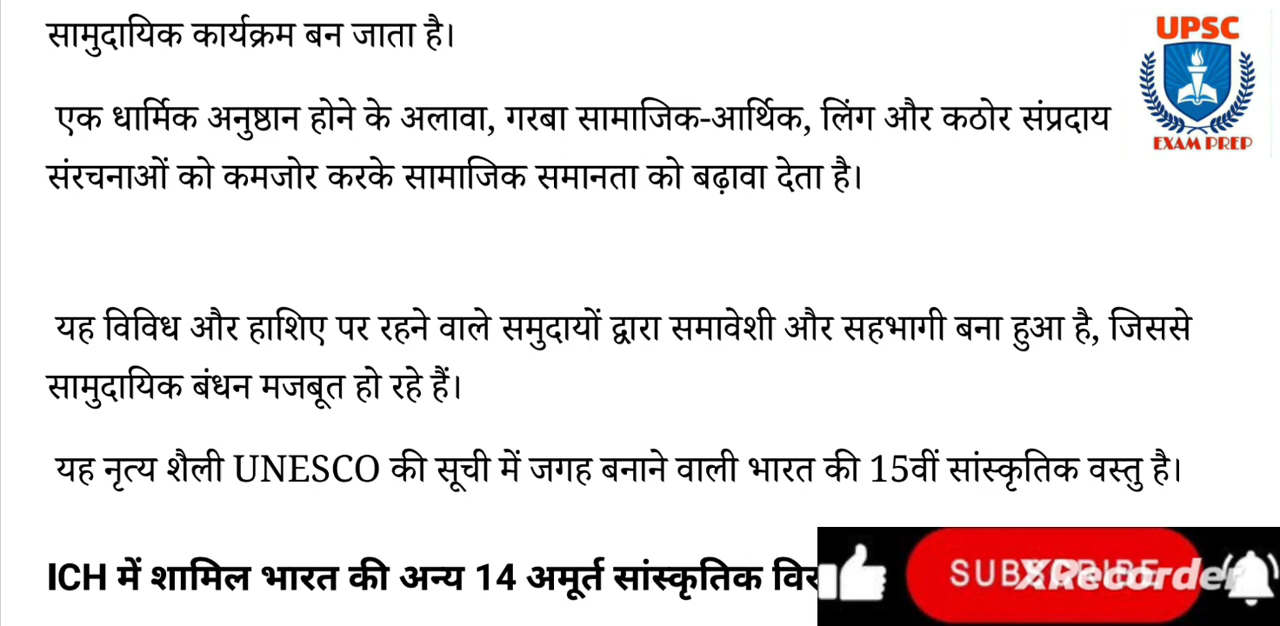 सामुदायिक कार्यक्रम बन जाता है।
UPSC
एक धार्मिक अनुष्ठान होने के अलावा, गरबा सामाजिक-आर्थिक, लिंग और कठोर संप्रदाय
EXAM PREP
संरचनाओं को कमजोर करके सामाजिक समानता को बढ़ावा देता है।
यह विविध और हाशिए पर रहने वाले समुदायों द्वारा समावेशी और सहभागी बना हुआ है, जिससे
सामुदायिक बंधन मजबूत हो रहे हैं।
यह नृत्य शैली UNESCO की सूची में जगह बनाने वाली भारत की 15वीं सांस्कृतिक वस्तु है।
ICH में शामिल भारत की अन्य 14 अमूर्त सांस्कृतिक
SUBSCRIBE
XRecorder